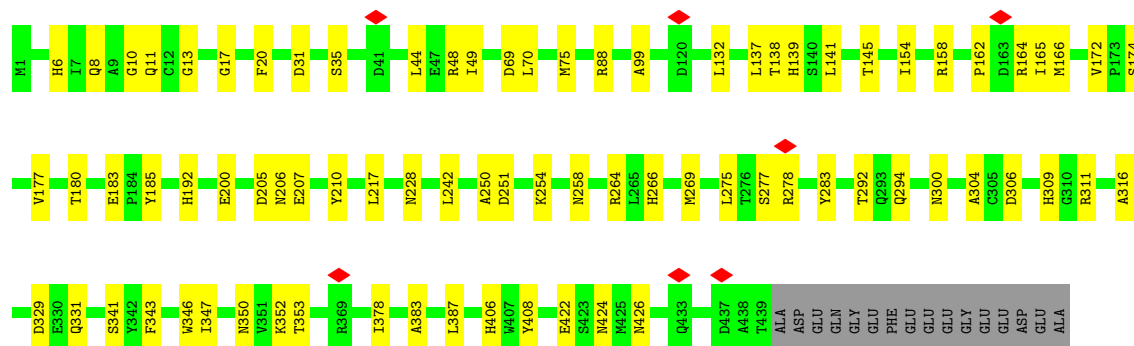 M1 H6 I7 Q8 A9 G10 Q11 C12 G13 G17 F20 D31 S35 D41 L44 E47 R48 I49 D69 L70 M75 R88 A99 D120 L132 L137 T138 H139 S140 L141 T145 I154 R158 P162 D163 R164 I165 M166 V172 P173 S174
V177 T180 E183 P184 Y185 H192 E200 D205 N206 E207 Y210 L217 N228 L242 A250 D251 K254 N258 R264 L265 H266 M269 L275 T276 S277 R278 Y283 T292 Q293 Q294 N300 A304 C305 D306 H309 G310 R311 A316
D329 E330 Q331 S341 Y342 F343 W346 I347 N350 V351 K352 T353 R369 I378 A383 L387 H406 W407 Y408 E422 S423 N424 M425 N426 Q433 D437 A438 T439 ALA ASP GLU GLN GLY GLU PHE GLU GLU GLU GLY GLU GLU ASP GLU ALA